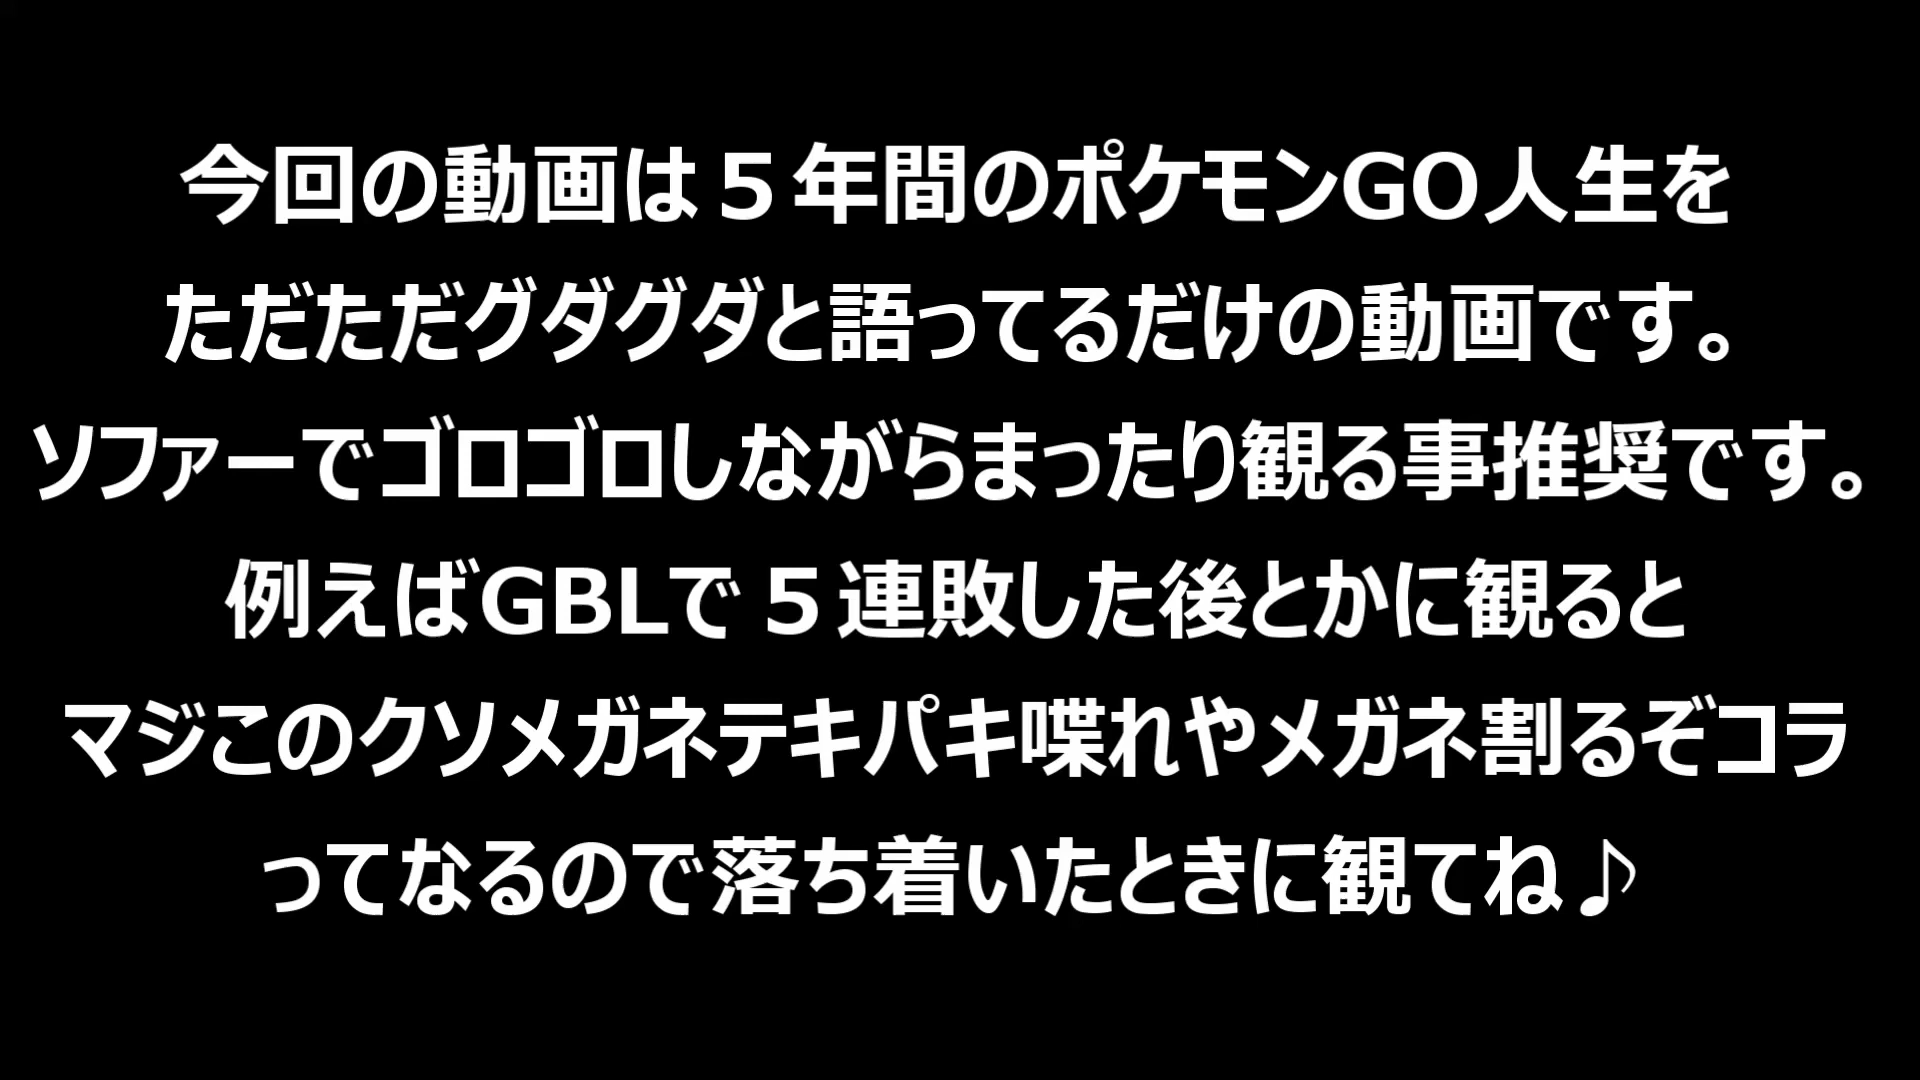 今回の動画は５年間のポケモンGO人生を
ただただグダグダと語ってるだけの動画です。
ソファーでゴロゴロしながらまったり観る事推奨です。
例えばGBLで５連敗した後とかに観ると
マジこのクソメガネテキパキ喋れやメガネ割るぞコラ
ってなるので落ち着いたときに観てね♪